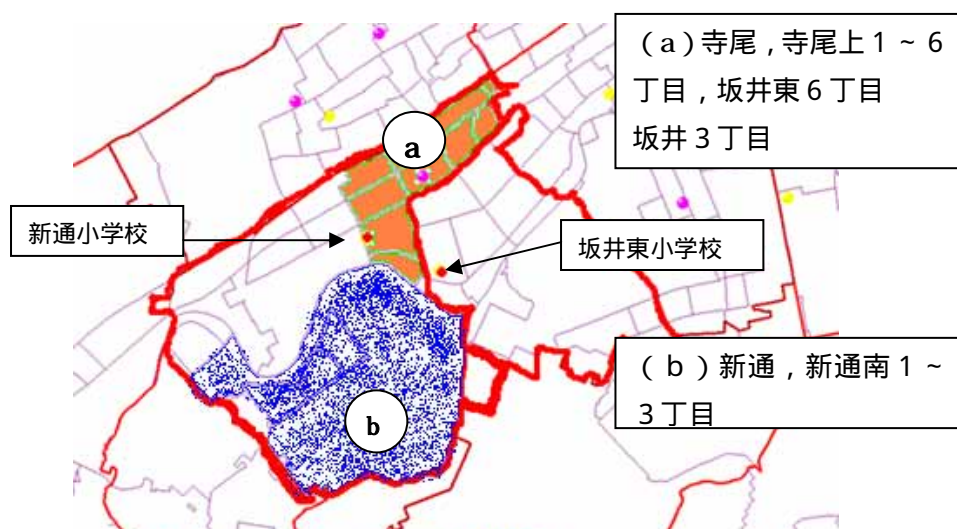 (a)寺尾,寺尾上1~6
丁目,坂井東6丁目
坂井3丁目
a
新通小学校
坂井東小学校
(b)新通,新通南1~
3丁目
b